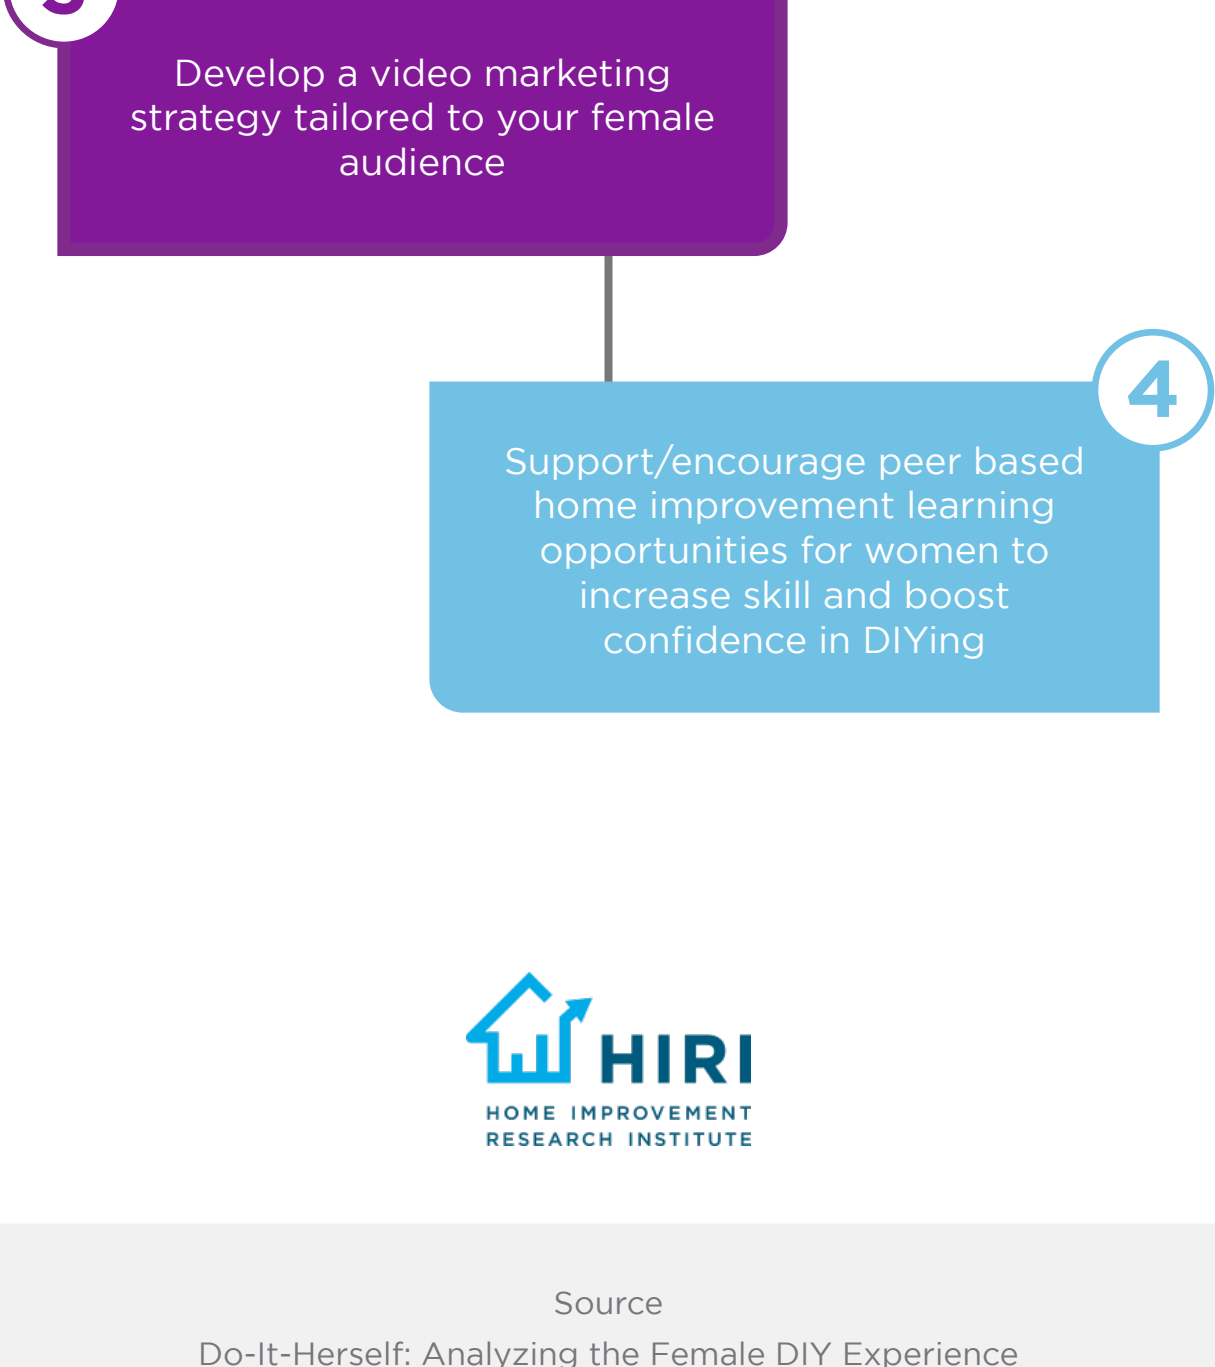 Develop a video marketing
strategy tailored to your female
audience
4
Support/encourage peer based
home improvement learning
opportunities for women to
increase skill and boost
confidence in DIYing
HIRI
HOME IMPROVEMENT
RESEARCH INSTITUTE
Source
Do-It-Herself: Analyzing the Female DIY Experience